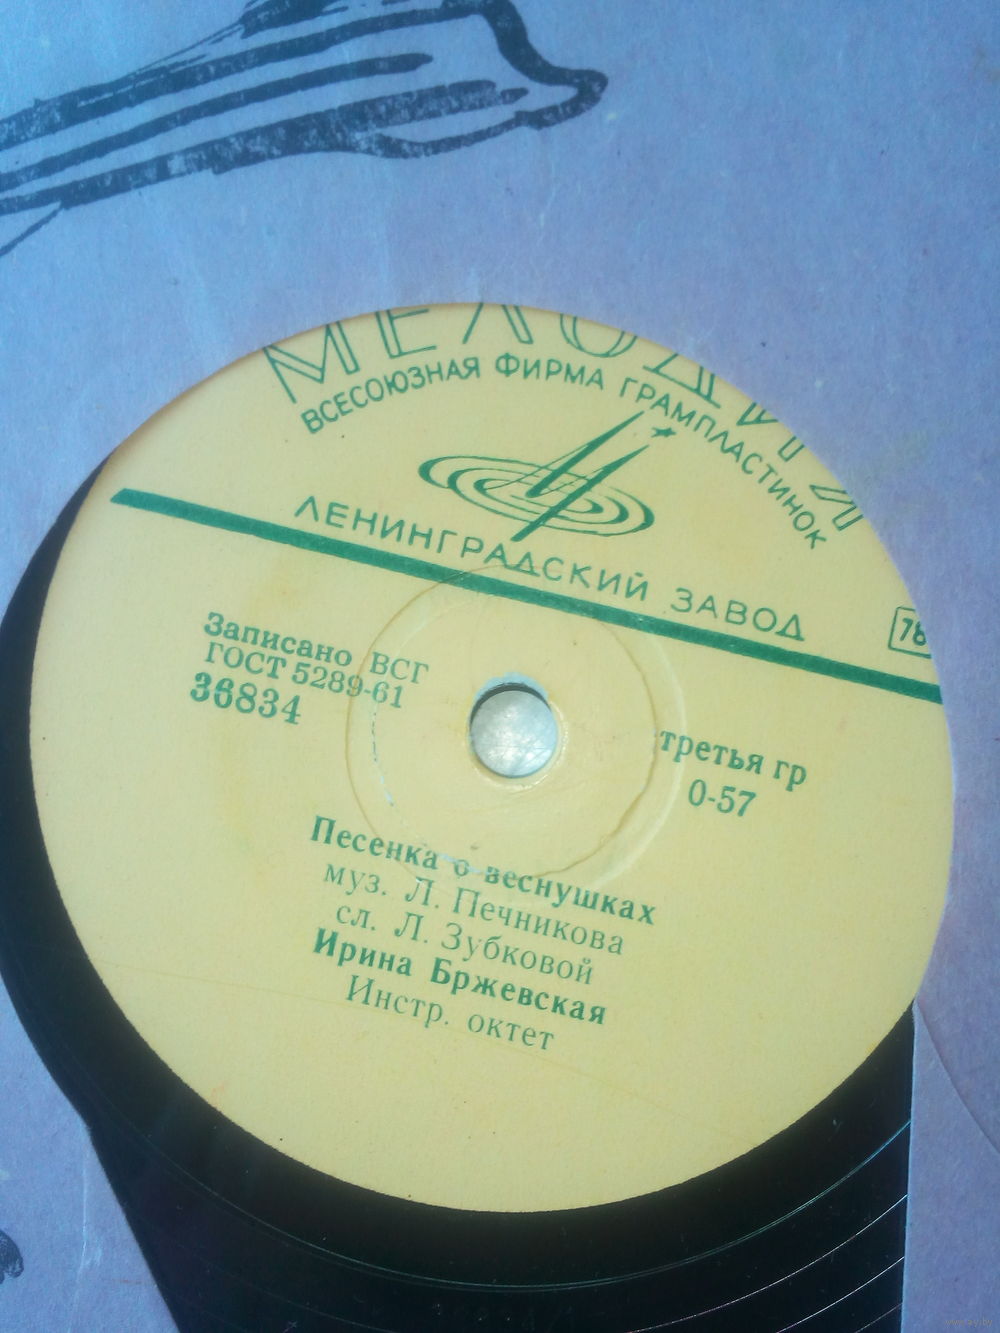 МЕЛОДИЯ
ВСЕСОЮЗНАЯ ФИРМА ГРАМПЛАСТИНОК
ЛЕНИНГРАДСКИЙ ЗАВОД
78
Записано ВСГ
ГОСТ 5289-61
36834
третья гр
0-57
Песенка о веснушках
муз. Л. Печникова
сл. Л. Зубковой
Ирина Бржевская
Инстр. октет